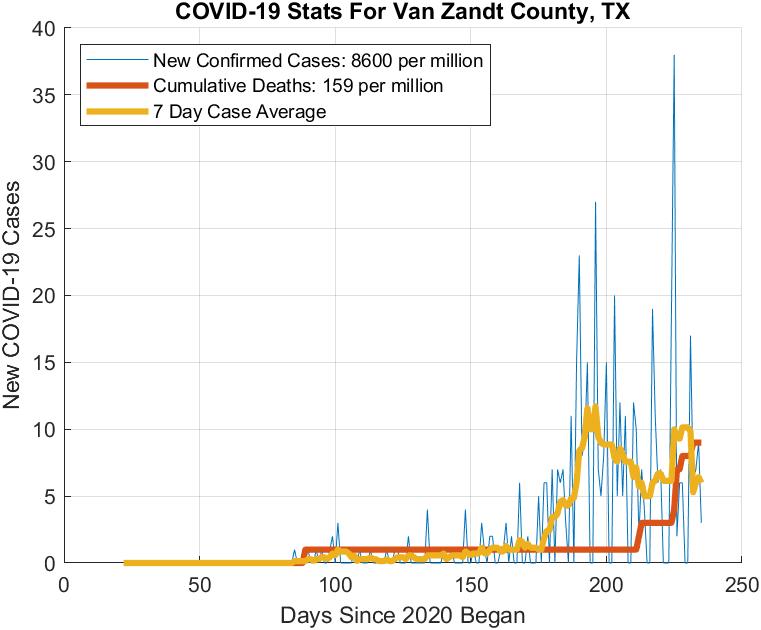 COVID-19 Stats For Van Zandt County, TX
New Confirmed Cases: 8600 per million
Cumulative Deaths: 159 per million
7 Day Case Average
New COVID-19 Cases
40
35
30
25
20
15
10
5
0
0 50 100 150 200 250
Days Since 2020 Began